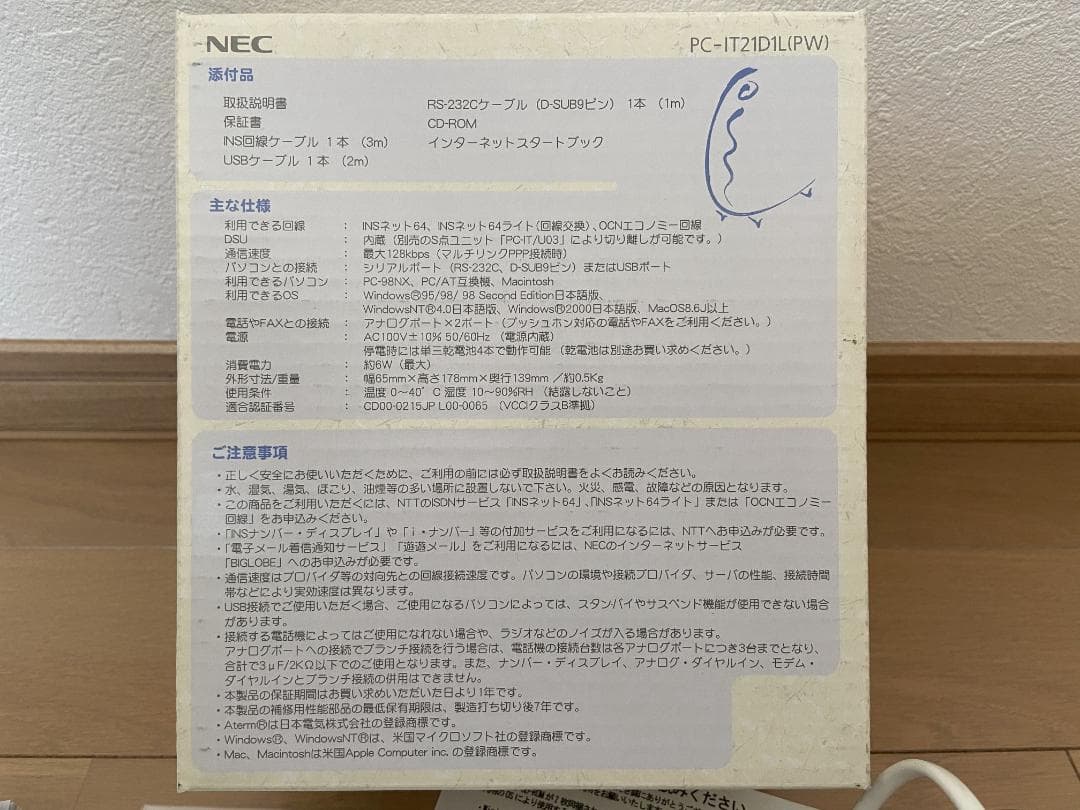 NEC
PC-IT21D1L(PW)
添付品
取扱説明書
保証書
INS回線ケーブル 1本 (3m)
USBケーブル 1本 (2m)
RS-232Cケーブル (D-SUB9ピン) 1本 (1m)
CD-ROM
インターネットスタートブック
主な仕様
利用できる回線 : INSネット64、INSネット64ライト(回線交換)、OCNエコノミー回線
DSU : 内蔵 (別売のS点ユニット「PC-IT/U03」により切り離しが可能です。)
通信速度 : 最大128kbps (マルチリンクPPP接続時)
パソコンとの接続 : シリアルポート (RS-232C、D-SUB9ピン) またはUSBポート
利用できるパソコン : PC-98NX、PC/AT互換機、Macintosh
利用できるOS : Windows®95/98/ 98 Second Edition日本語版、
WindowsNT®4.0日本語版、Windows®2000日本語版、MacOS8.6J以上
電話やFAXとの接続 : アナログポート×2ポート (プッシュホン対応の電話やFAXをご利用ください。)
電源 : AC100V±10% 50/60Hz (電源内蔵)
停電時には単三乾電池4本で動作可能 (乾電池は別途お買い求めください。)
消費電力 : 約6W (最大)
外形寸法/重量 : 幅65mm×高さ178mm×奥行139mm /約0.5Kg
使用条件 : 温度 0~40°C 湿度 10~90%RH (結露しないこと)
適合認証番号 : CD00-0215JP L00-0065 (VCCIクラスB準拠)
ご注意事項
・正しく安全にお使いいただくために、ご利用の前には必ず取扱説明書をよくお読みください。
・水、湿気、湯気、ほこり、油煙等の多い場所に設置しないで下さい。火災、感電、故障などの原因となります。
・この商品をご利用いただくには、NTTのISDNサービス「INSネット64」、「INSネット64ライト」または「OCNエコノミー
回線」をお申込みください。
・「INSナンバー・ディスプレイ」や「i・ナンバー」等の付加サービスをご利用になるには、NTTへお申込みが必要です。
・「電子メール着信通知サービス」「遊遊メール」をご利用になるには、NECのインターネットサービス
「BIGLOBE」へのお申込みが必要です。
・通信速度はプロバイダ等の対向先との回線接続速度です。パソコンの環境や接続プロバイダ、サーバの性能、接続時間
帯などにより実効速度は異なります。
・USB接続でご使用いただく場合、ご使用になるパソコンによっては、スタンバイやサスペンド機能が使用できない場合
があります。
・接続する電話機によってはご使用になれない場合や、ラジオなどのノイズが入る場合があります。
アナログポートへの接続でブランチ接続を行う場合は、電話機の接続台数は各アナログポートにつき3台までとなり、
合計で3μF/2KΩ以下でのご使用となります。また、ナンバー・ディスプレイ、アナログ・ダイヤルイン、モデム・
ダイヤルインとブランチ接続の併用はできません。
・本製品の保証期間はお買い求めいただいた日より1年です。
・本製品の補修用性能部品の最低保有期限は、製造打ち切り後7年です。
・Aterm®は日本電気株式会社の登録商標です。
・Windows®、WindowsNT®は、米国マイクロソフト社の登録商標です。
・Mac、Macintoshは米国Apple Computer inc. の登録商標です。